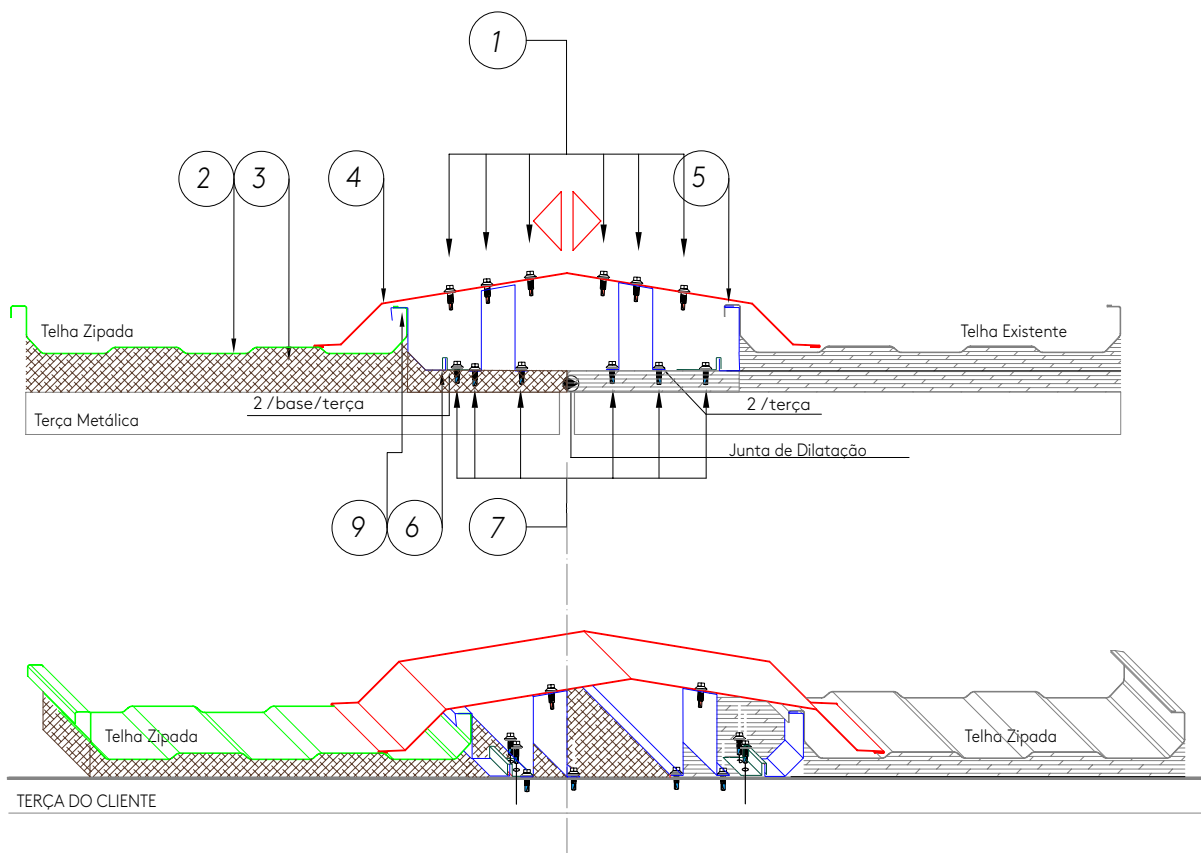 1
2
3
4
5
Telha Zipada
Telha Existente
2 /base/terça
2 /terça
Terça Metálica
Junta de Dilatação
9
6
7
Telha Zipada
Telha Zipada
TERÇA DO CLIENTE